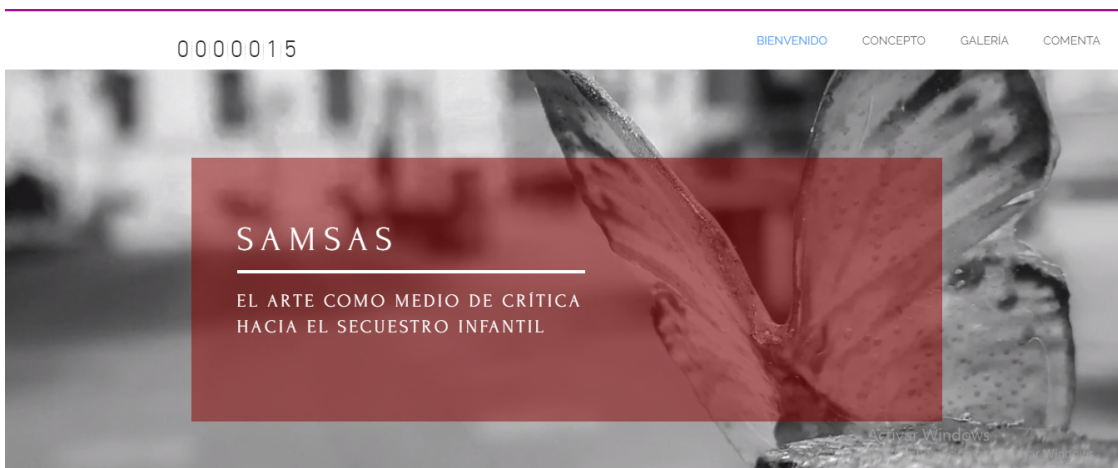 0000015
BIENVENIDO CONCEPTO GALERÍA COMENTA
SAMSAS
EL ARTE COMO MEDIO DE CRÍTICA
HACIA EL SECUESTRO INFANTIL
Activar Windows